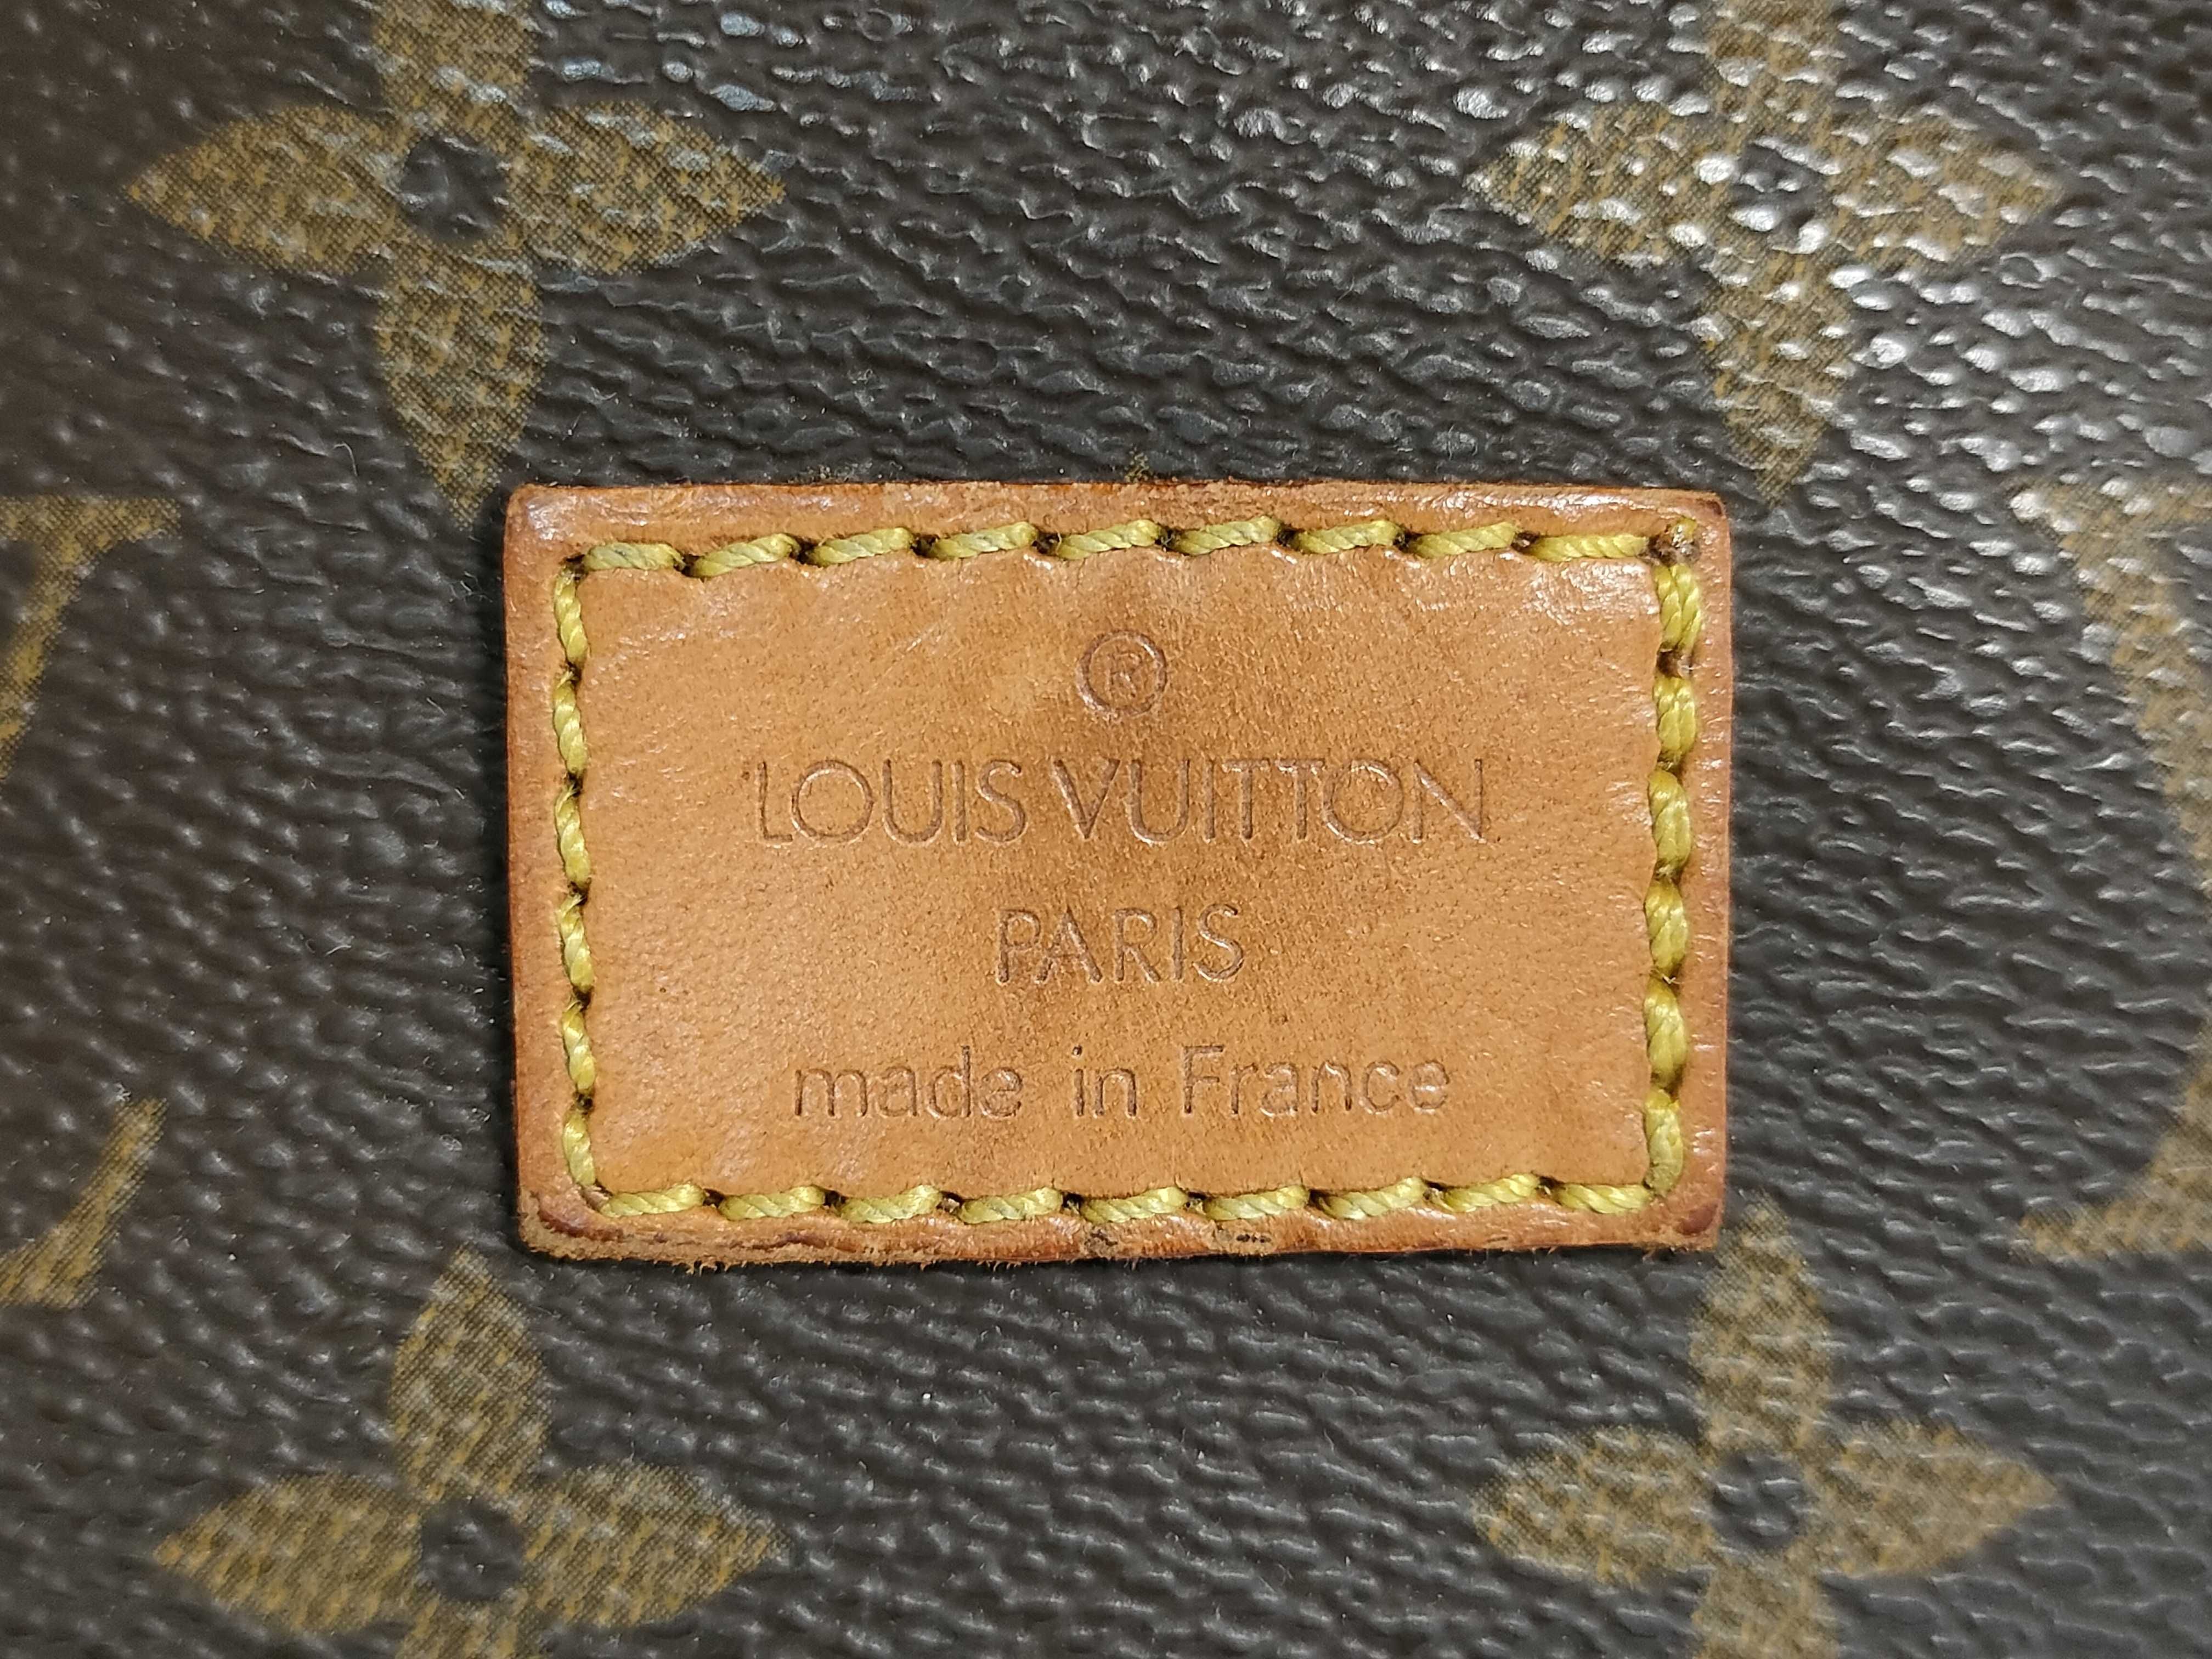 ®
LOUIS VUITTON
PARIS
made in France